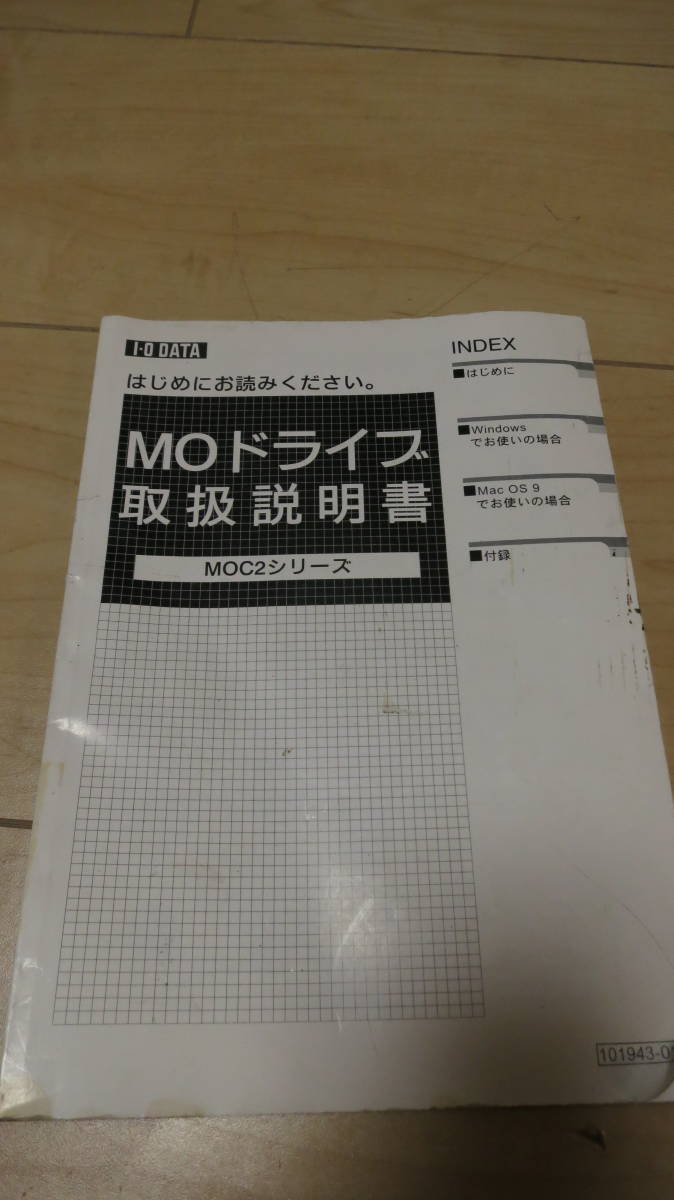 I-O DATA
はじめにお読みください。
MOドライブ
取扱説明書
MOC2シリーズ
INDEX
■はじめに
■Windows
でお使いの場合
■Mac OS 9
でお使いの場合
■付録
101943-0